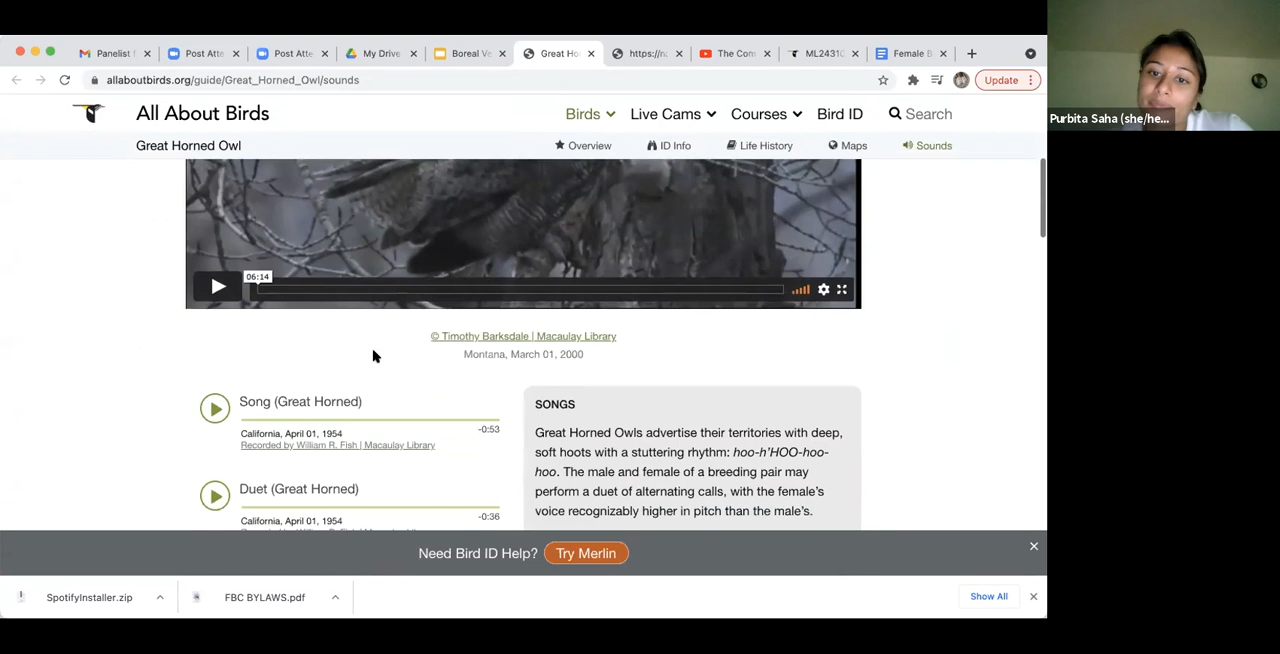 Panelist
Post Atte
Post Atte
My Drive
Boreal Ve
Great Ho
https://n
The Con
ML2431
Female B
allaboutbirds.org/guide/Great_Horned_Owl/sounds
Update
All About Birds
Birds
Live Cams
Courses
Bird ID
Search
Purbita Saha (she/he...
Great Horned Owl
Overview
ID Info
Life History
Maps
Sounds
06:14
© Timothy Barksdale | Macaulay Library
Montana, March 01, 2000
Song (Great Horned)
California, April 01, 1954
-0:53
Recorded by William R. Fish | Macaulay Library
Duet (Great Horned)
California, April 01, 1954
-0:36
SONGS
Great Horned Owls advertise their territories with deep,
soft hoots with a stuttering rhythm: hoo-h'HOO-hoo-
hoo. The male and female of a breeding pair may
perform a duet of alternating calls, with the female's
voice recognizably higher in pitch than the male's.
Need Bird ID Help?
Try Merlin
SpotifyInstaller.zip
FBC BYLAWS.pdf
Show All